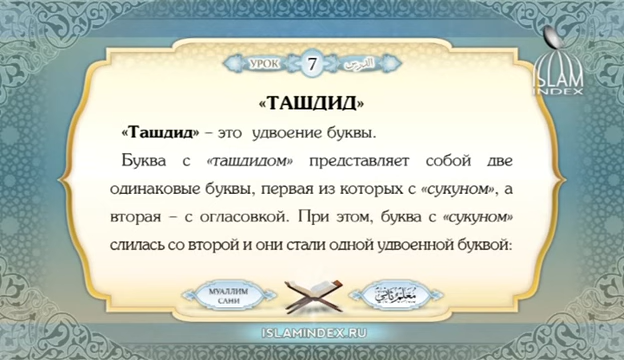 УРОК 7 الدرس
ISLAM
INDEX
«ТАШДИД»
«Ташдид» – это удвоение буквы.
Буква с «ташдидом» представляет собой две
одинаковые буквы, первая из которых с «сукуном», а
вторая – с огласовкой. При этом, буква с «сукуном»
слилась со второй и они стали одной удвоенной буквой:
МУАЛЛИМ
САНИ
معلم ثاني
ISLAMINDEX.RU